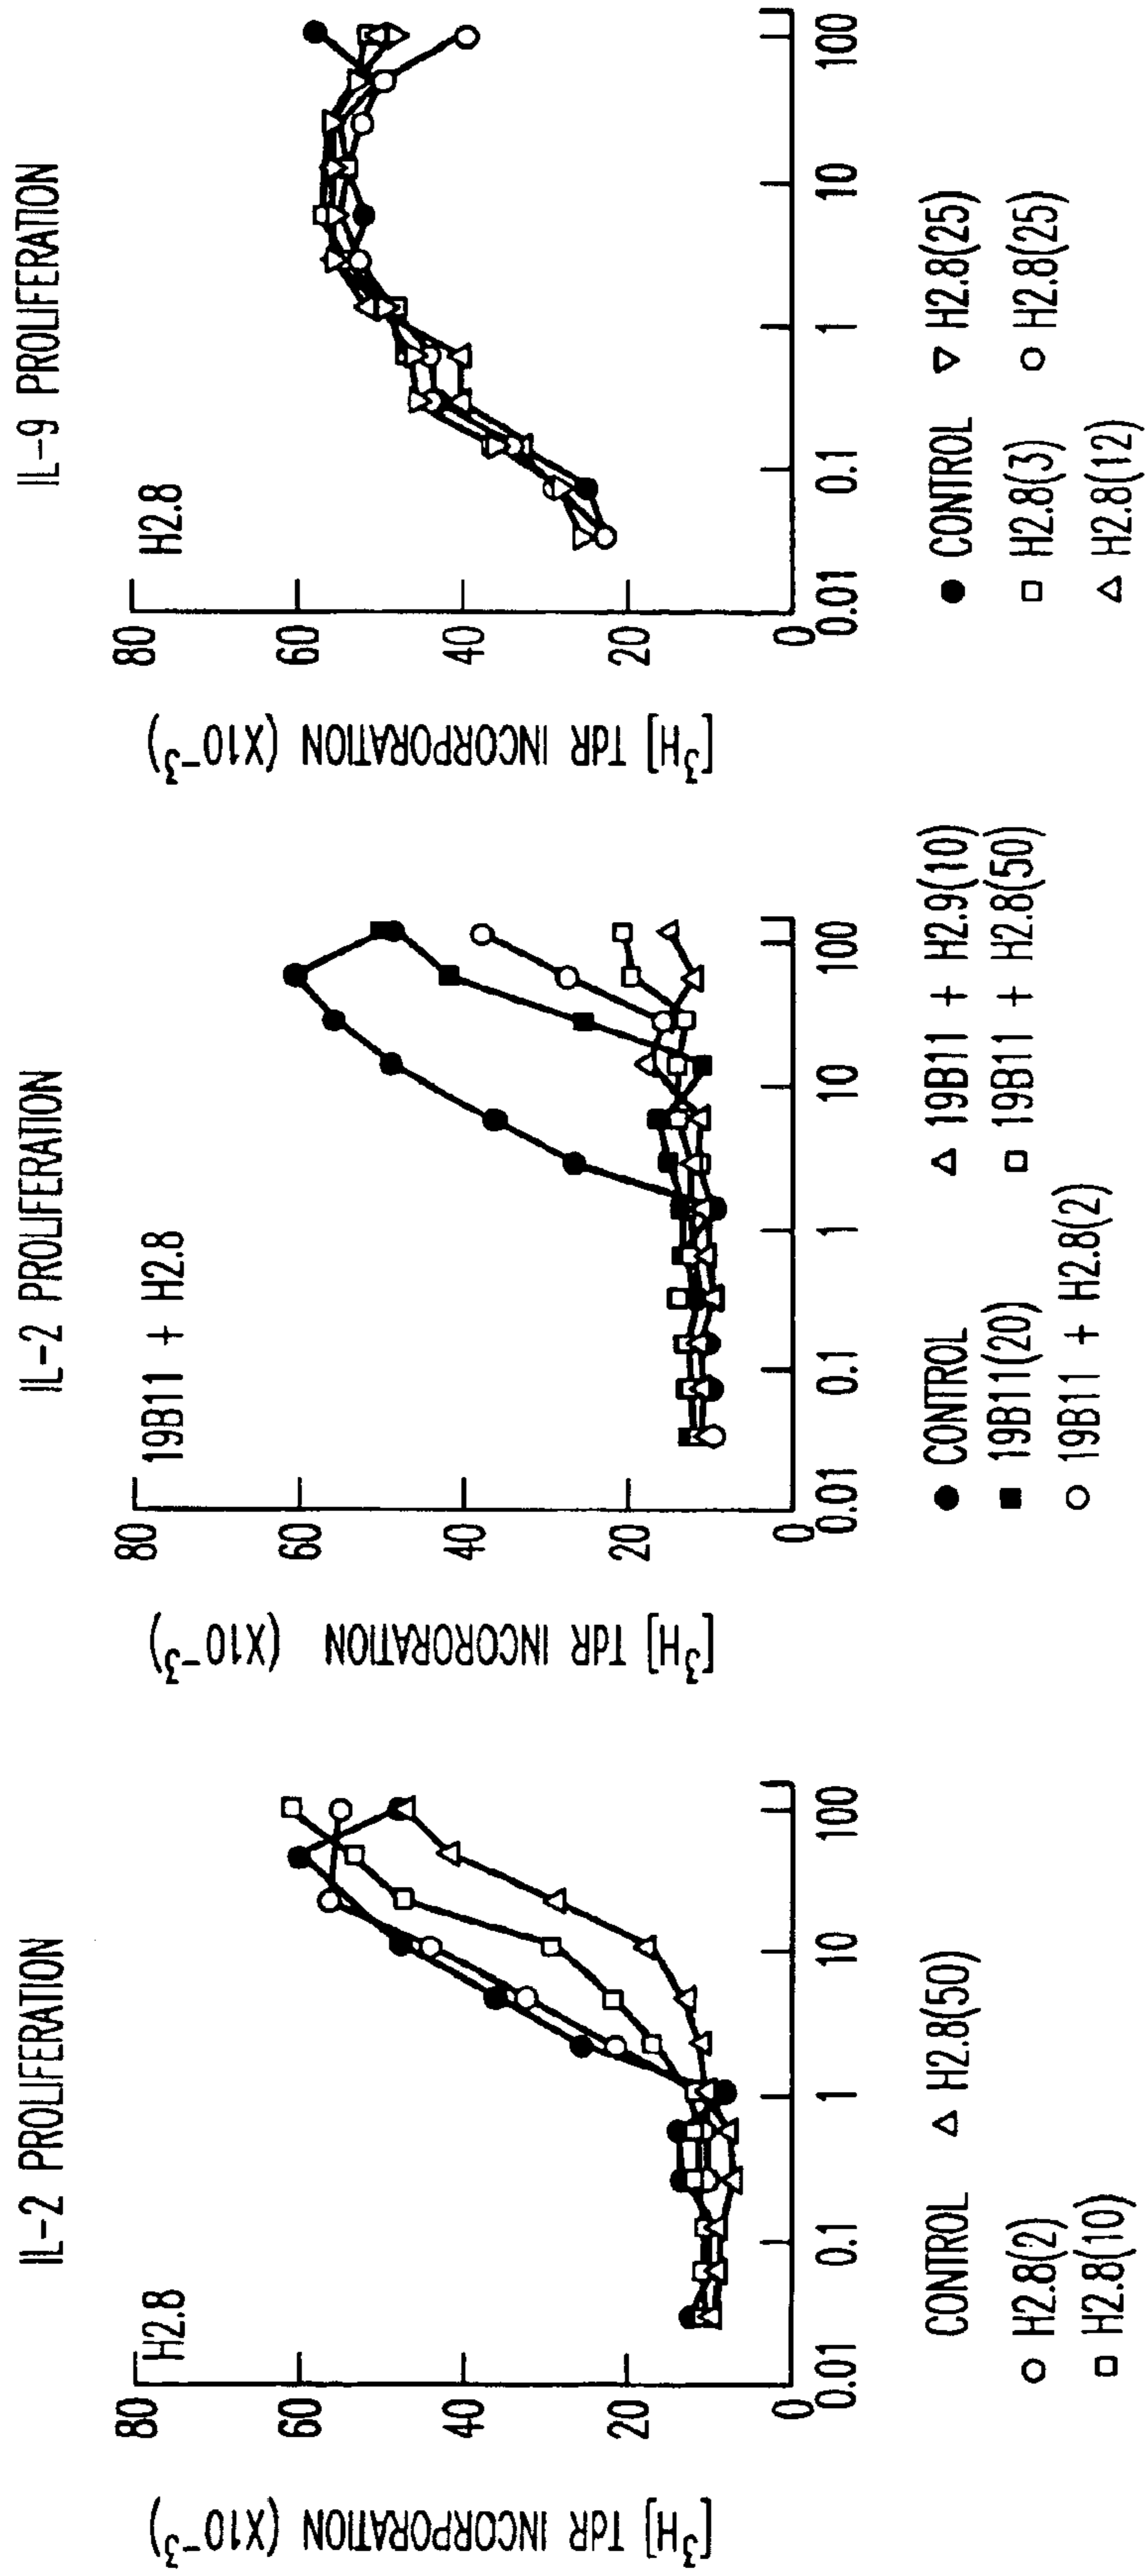 IL-2 PROLIFERATION
H2.8
[³H] TdR INCORPORATION (X10⁻³)
80
60
40
20
0
0.01 0.1 1 10 100
CONTROL △ H2.8(50)
○ H2.8(2)
□ H2.8(10)
IL-2 PROLIFERATION
19B11 + H2.8
[³H] TdR INCORORATION (X10⁻³)
80
60
40
20
0
0.01 0.1 1 10 100
● CONTROL △ 19B11 + H2.9(10)
■ 19B11(20) □ 19B11 + H2.8(50)
○ 19B11 + H2.8(2)
IL-9 PROLIFERATION
H2.8
[³H] TdR INCORPORATION (X10⁻³)
80
60
40
20
0
0.01 0.1 1 10 100
● CONTROL ▽ H2.8(25)
□ H2.8(3) ○ H2.8(25)
△ H2.8(12)